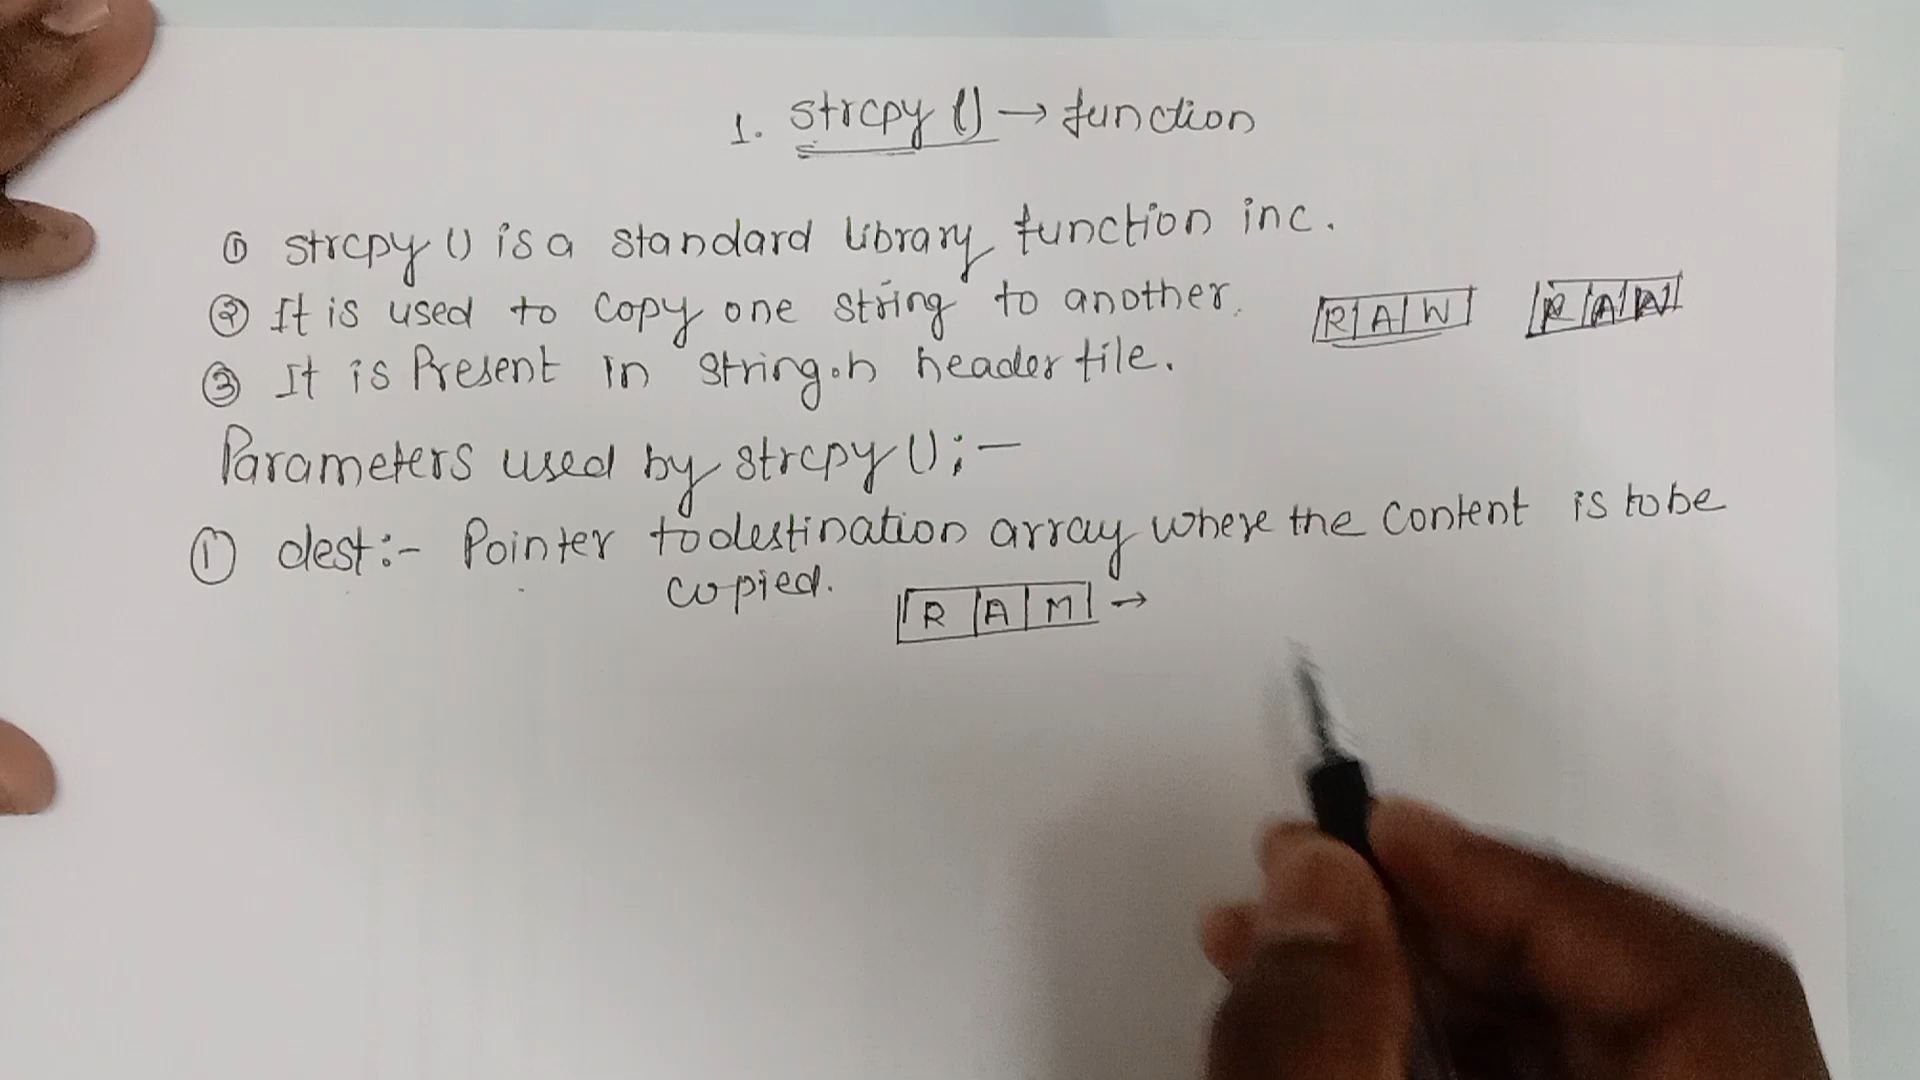 1. strcpy () → function
① strcpy () is a standard library function in c.
② It is used to copy one string to another. R A W
③ It is Present in string.h header file.
Parameters used by strcpy () ; -
① dest :- Pointer to destination array where the content is to be
copied. R A M →